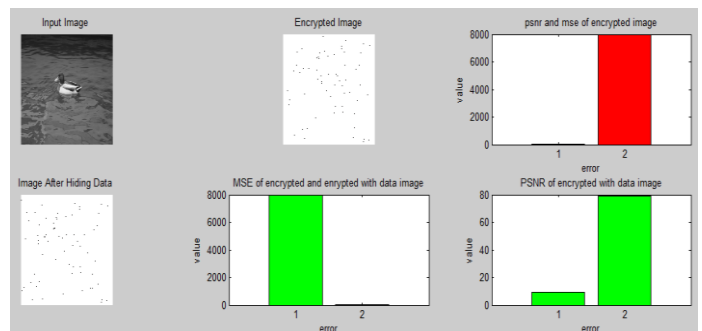 Input Image
Encrypted Image
psnr and mse of encrypted image
8000
6000
4000
2000
0
value
1 2
error
Image After Hiding Data
MSE of encrypted and enrypted with data image
8000
6000
4000
2000
0
value
1 2
error
PSNR of encrypted with data image
80
60
40
20
0
value
1 2
error